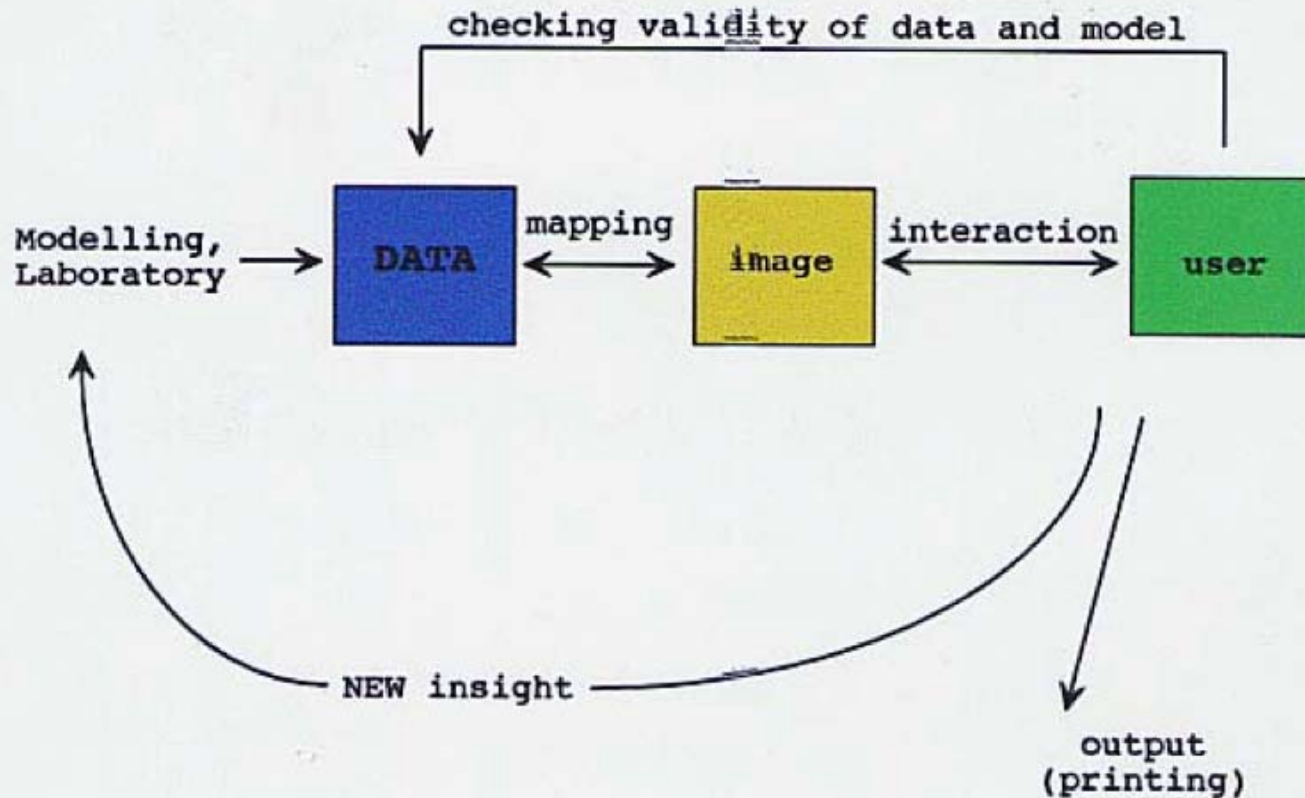 checking validity of data and model
Modelling,
Laboratory
DATA
mapping
image
interaction
user
NEW insight
output
(printing)